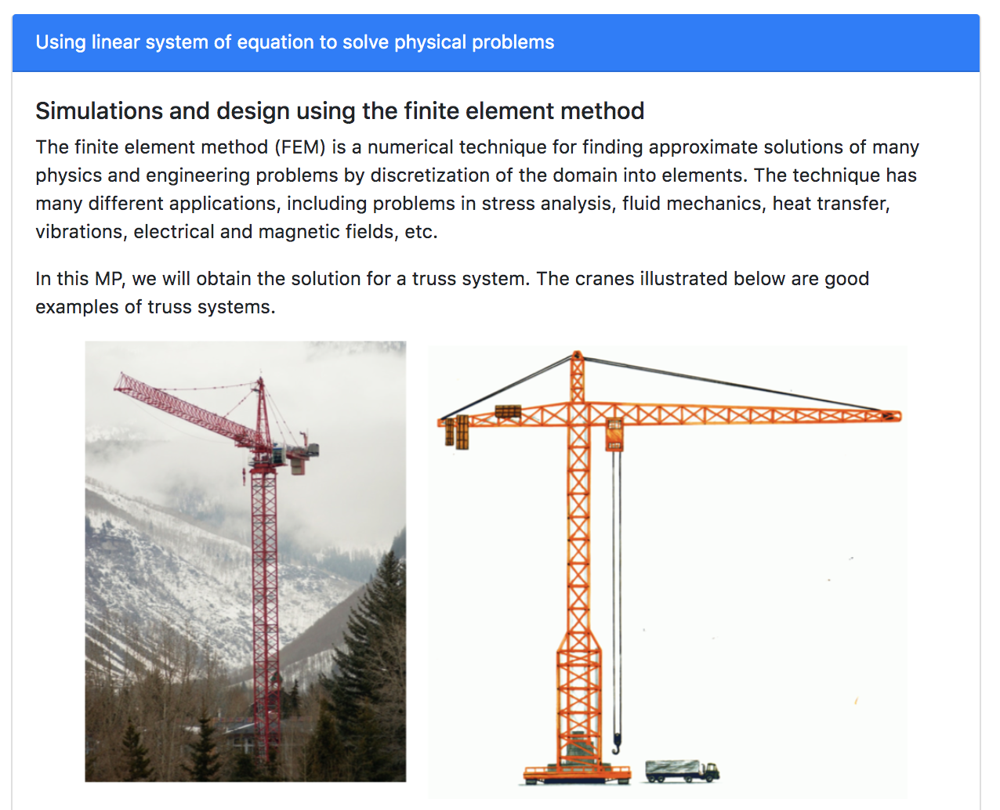 Using linear system of equation to solve physical problems
Simulations and design using the finite element method
The finite element method (FEM) is a numerical technique for finding approximate solutions of many
physics and engineering problems by discretization of the domain into elements. The technique has
many different applications, including problems in stress analysis, fluid mechanics, heat transfer,
vibrations, electrical and magnetic fields, etc.
In this MP, we will obtain the solution for a truss system. The cranes illustrated below are good
examples of truss systems.